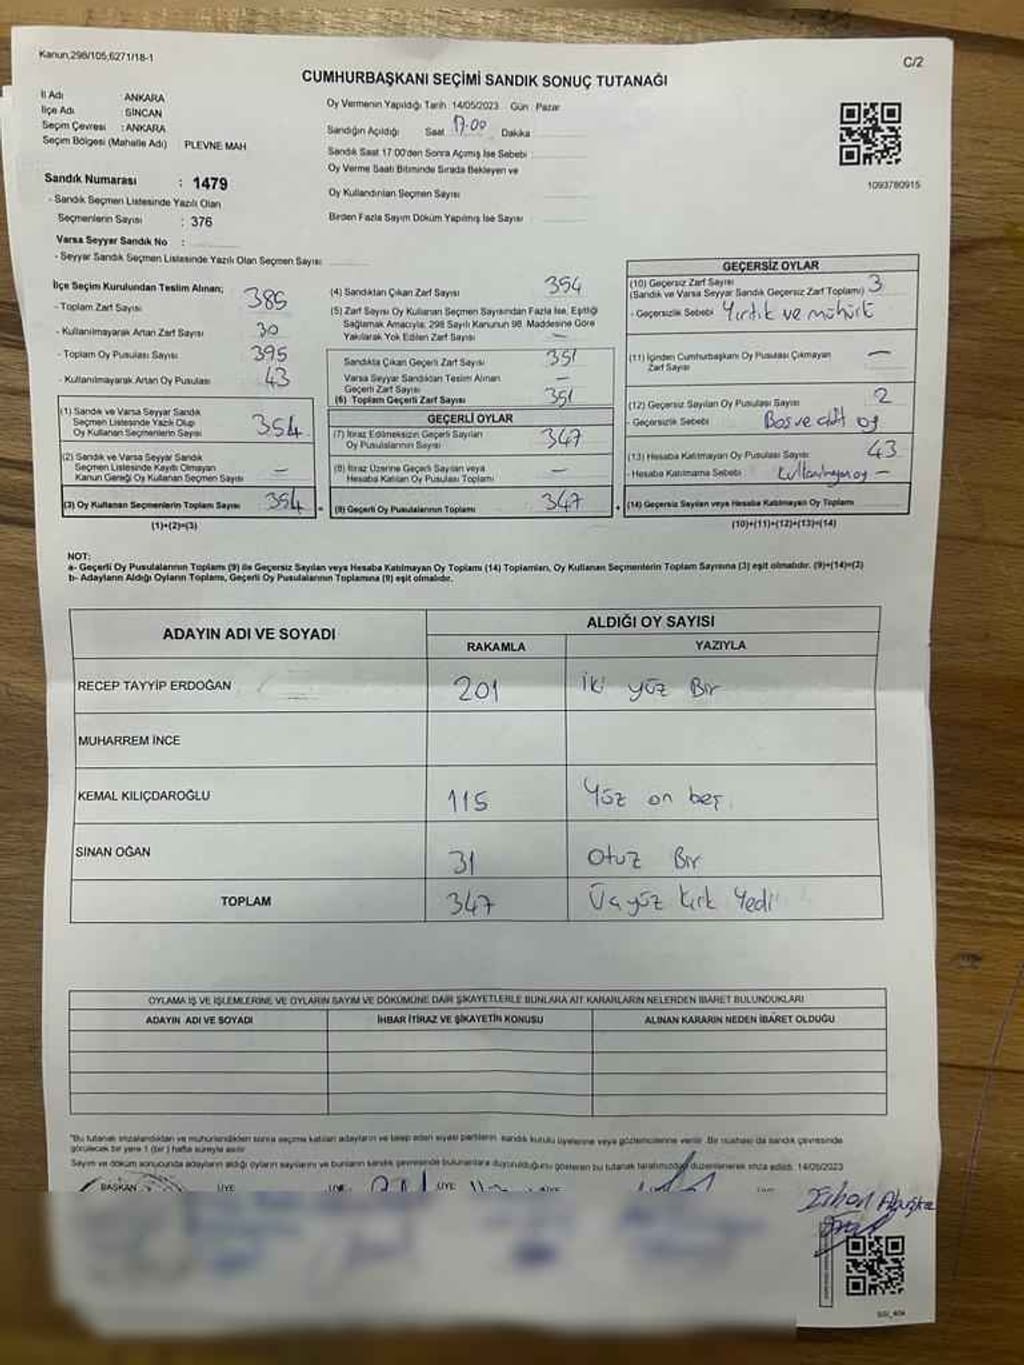 Kanun,298/105,6271/18-1
C/2
CUMHURBAŞKANI SEÇİMİ SANDIK SONUÇ TUTANAĞI
İl Adı ANKARA
İlçe Adı SİNCAN
Seçim Çevresi : ANKARA
Seçim Bölgesi (Mahalle Adı) PLEVNE MAH
Sandık Numarası : 1479
- Sandık Seçmen Listesinde Yazılı Olan
Seçmenlerin Sayısı : 376
Varsa Seyyar Sandık No :
- Seyyar Sandık Seçmen Listesinde Yazılı Olan Seçmen Sayısı
Oy Vermenin Yapıldığı Tarih 14/05/2023 Gün : Pazar
Sandığın Açıldığı Saat 17.00 Dakika
Sandık Saat 17.00'den Sonra Açımış İse Sebebi :
Oy Verme Saati Bitiminde Sırada Bekleyen ve
Oy Kullandırılan Seçmen Sayısı
Birden Fazla Sayım Döküm Yapılmış İse Sayısı
1093780915
İlçe Seçim Kurulundan Teslim Alınan;
- Toplam Zarf Sayısı 385
- Kullanılmayarak Artan Zarf Sayısı 30
- Toplam Oy Pusulası Sayısı 395
- Kullanılmayarak Artan Oy Pusulası 43
(1) Sandık ve Varsa Seyyar Sandık
Seçmen Listesinde Yazılı Olup
Oy Kullanan Seçmenlerin Sayısı 354
(2) Sandık ve Varsa Seyyar Sandık
Seçmen Listesinde Kaydı Olmayan
Kanun Gereği Oy Kullanan Seçmen Sayısı —
(3) Oy Kullanan Seçmenlerin Toplam Sayısı 354
(1)+(2)=(3)
(4) Sandıktan Çıkan Zarf Sayısı 354
(5) Zarf Sayısı Oy Kullanan Seçmen Sayısından Fazla İse, Eşitliği
Sağlamak Amacıyla; 298 Sayılı Kanunun 98. Maddesine Göre
Yakılarak Yok Edilen Zarf Sayısı —
Sandıkta Çıkan Geçerli Zarf Sayısı 351
Varsa Seyyar Sandıktan Teslim Alınan
Geçerli Zarf Sayısı —
(6) Toplam Geçerli Zarf Sayısı 351
GEÇERLİ OYLAR
(7) İtiraz Edilmeksizin Geçerli Sayılan
Oy Pusulalarının Sayısı 347
(8) İtiraz Üzerine Geçerli Sayılan veya
Hesaba Katılan Oy Pusulası Toplamı —
(9) Geçerli Oy Pusulalarının Toplamı 347
GEÇERSİZ OYLAR
(10) Geçersiz Zarf Sayısı
(Sandık ve Varsa Seyyar Sandık Geçersiz Zarf Toplamı) 3
- Geçersizlik Sebebi Yırtık ve mühürt
(11) İçinden Cumhurbaşkanı Oy Pusulası Çıkmayan
Zarf Sayısı —
(12) Geçersiz Sayılan Oy Pusulası Sayısı 2
- Geçersizlik Sebebi Boş ve oy
(13) Hesaba Katılmayan Oy Pusulası Sayısı 43
- Hesaba Katılmama Sebebi —
(14) Geçersiz Sayılan veya Hesaba Katılmayan Oy Toplamı
(10)+(11)+(12)+(13)=(14)
NOT:
a- Geçerli Oy Pusulalarının Toplamı (9) ile Geçersiz Sayılan veya Hesaba Katılmayan Oy Toplamı (14) Toplamları, Oy Kullanan Seçmenlerin Toplam Sayısına (3) eşit olmalıdır. (9)+(14)=(3)
b- Adayların Aldığı Oyların Toplamı, Geçerli Oy Pusulalarının Toplamına (9) eşit olmalıdır.
ADAYIN ADI VE SOYADI
ALDIĞI OY SAYISI
RAKAMLA YAZIYLA
RECEP TAYYİP ERDOĞAN 201 iki yüz Bir
MUHARREM İNCE
KEMAL KILIÇDAROĞLU 115 Yüz on beş
SİNAN OĞAN 31 Otuz Bir
TOPLAM 347 Üçyüz kırk Yedi
OYLAMA İŞ VE İŞLEMLERİNE VE OYLARIN SAYIM VE DÖKÜMÜNE DAİR ŞİKAYETLERLE BUNLARA AİT KARARLARIN NELERDEN İBARET BULUNDUKLARI
ADAYIN ADI VE SOYADI İHBAR İTİRAZ VE ŞİKAYETİN KONUSU ALINAN KARARIN NEDEN İBARET OLDUĞU
"Bu tutanak imzalandıktan ve mühürlendikten sonra seçime katılan adayların ve talep eden siyasi partilerin, sandık kurulu üyelerine veya gözlemcilerine verilir. Bir nüshası da sandık çevresinde
görülecek bir yere 1 (bir) hafta süreyle asılır
Sayım ve döküm sonucunda adayların aldığı oyların sayılarını ve bunların sandık çevresinde bulunanlara duyurulduğunu gösteren bu tutanak tarafımızdan düzenlenerek imza edildi. 14/05/2023
BAŞKAN ÜYE ÜYE ÜYE ÜYE